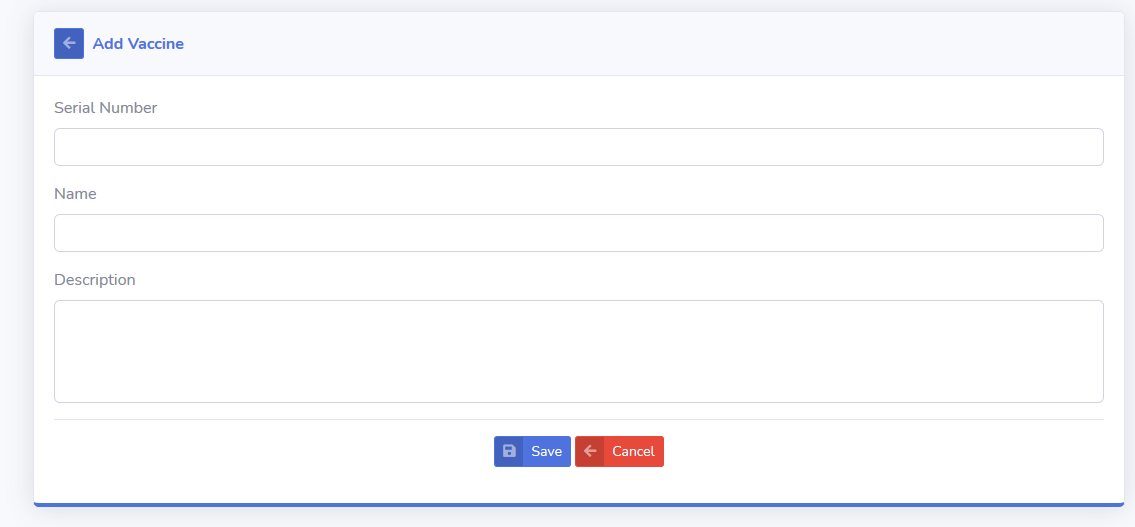 Add Vaccine
Serial Number
Name
Description
Save Cancel